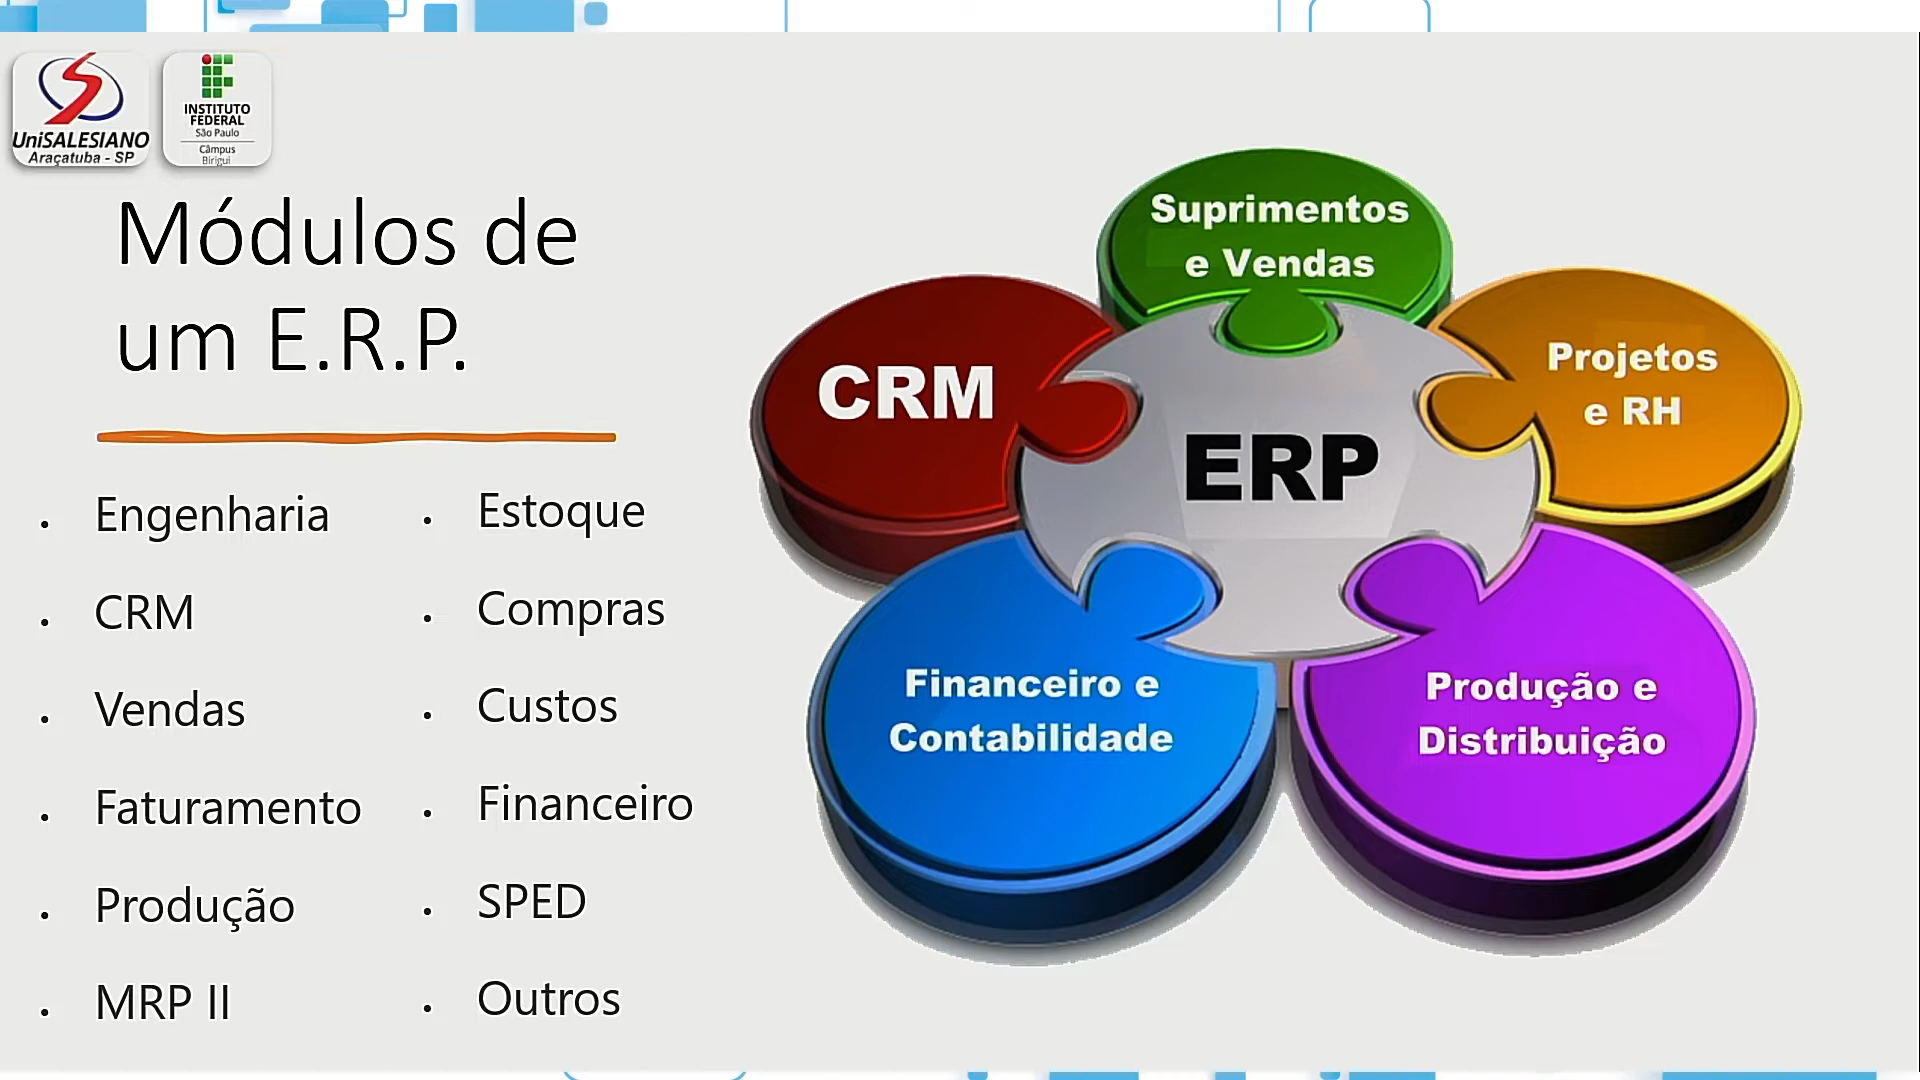 UniSALESIANO
Araçatuba - SP
INSTITUTO
FEDERAL
São Paulo
Câmpus
Birigui
Módulos de
um E.R.P.
Engenharia
CRM
Vendas
Faturamento
Produção
MRP II
Estoque
Compras
Custos
Financeiro
SPED
Outros
Suprimentos
e Vendas
CRM
Projetos
e RH
ERP
Financeiro e
Contabilidade
Produção e
Distribuição